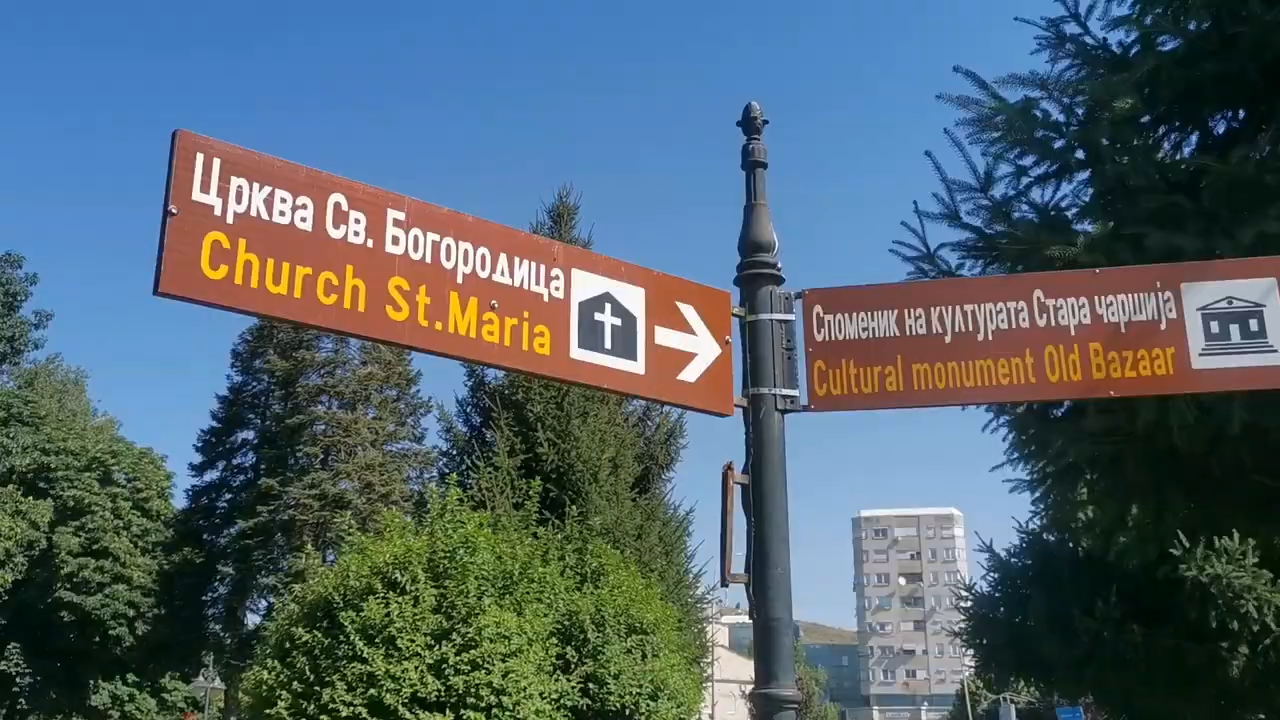 Црква Св. Богородица
Church St.Maria
Споменик на културата Стара чаршија
Cultural monument Old Bazaar